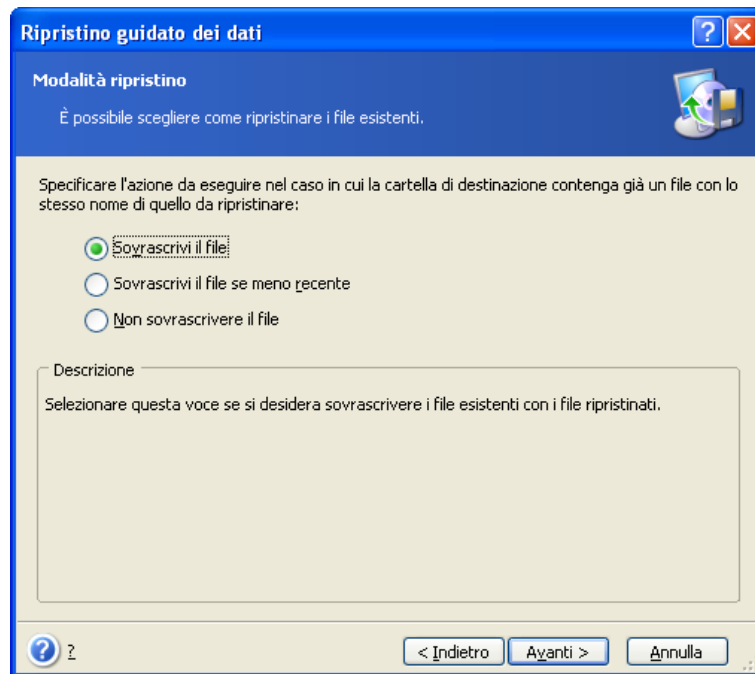 Ripristino guidato dei dati
?
Modalità ripristino
È possibile scegliere come ripristinare i file esistenti.
Specificare l'azione da eseguire nel caso in cui la cartella di destinazione contenga già un file con lo
stesso nome di quello da ripristinare:
Sovrascrivi il file
Sovrascrivi il file se meno recente
Non sovrascrivere il file
Descrizione
Selezionare questa voce se si desidera sovrascrivere i file esistenti con i file ripristinati.
? ?
< Indietro
Avanti >
Annulla